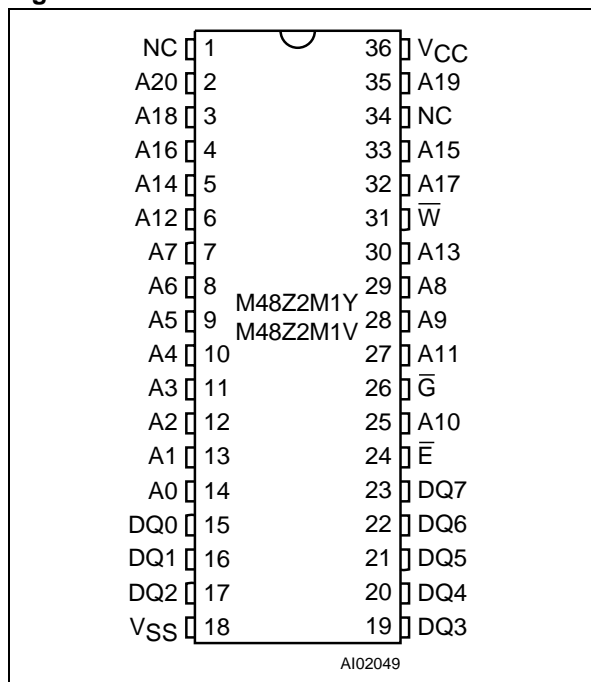 NC 1 36 VCC
A20 2 35 A19
A18 3 34 NC
A16 4 33 A15
A14 5 32 A17
A12 6 31 W̅
A7 7 30 A13
A6 8 29 A8
M48Z2M1Y
A5 9 28 A9
M48Z2M1V
A4 10 27 A11
A3 11 26 G̅
A2 12 25 A10
A1 13 24 E̅
A0 14 23 DQ7
DQ0 15 22 DQ6
DQ1 16 21 DQ5
DQ2 17 20 DQ4
VSS 18 19 DQ3
AI02049